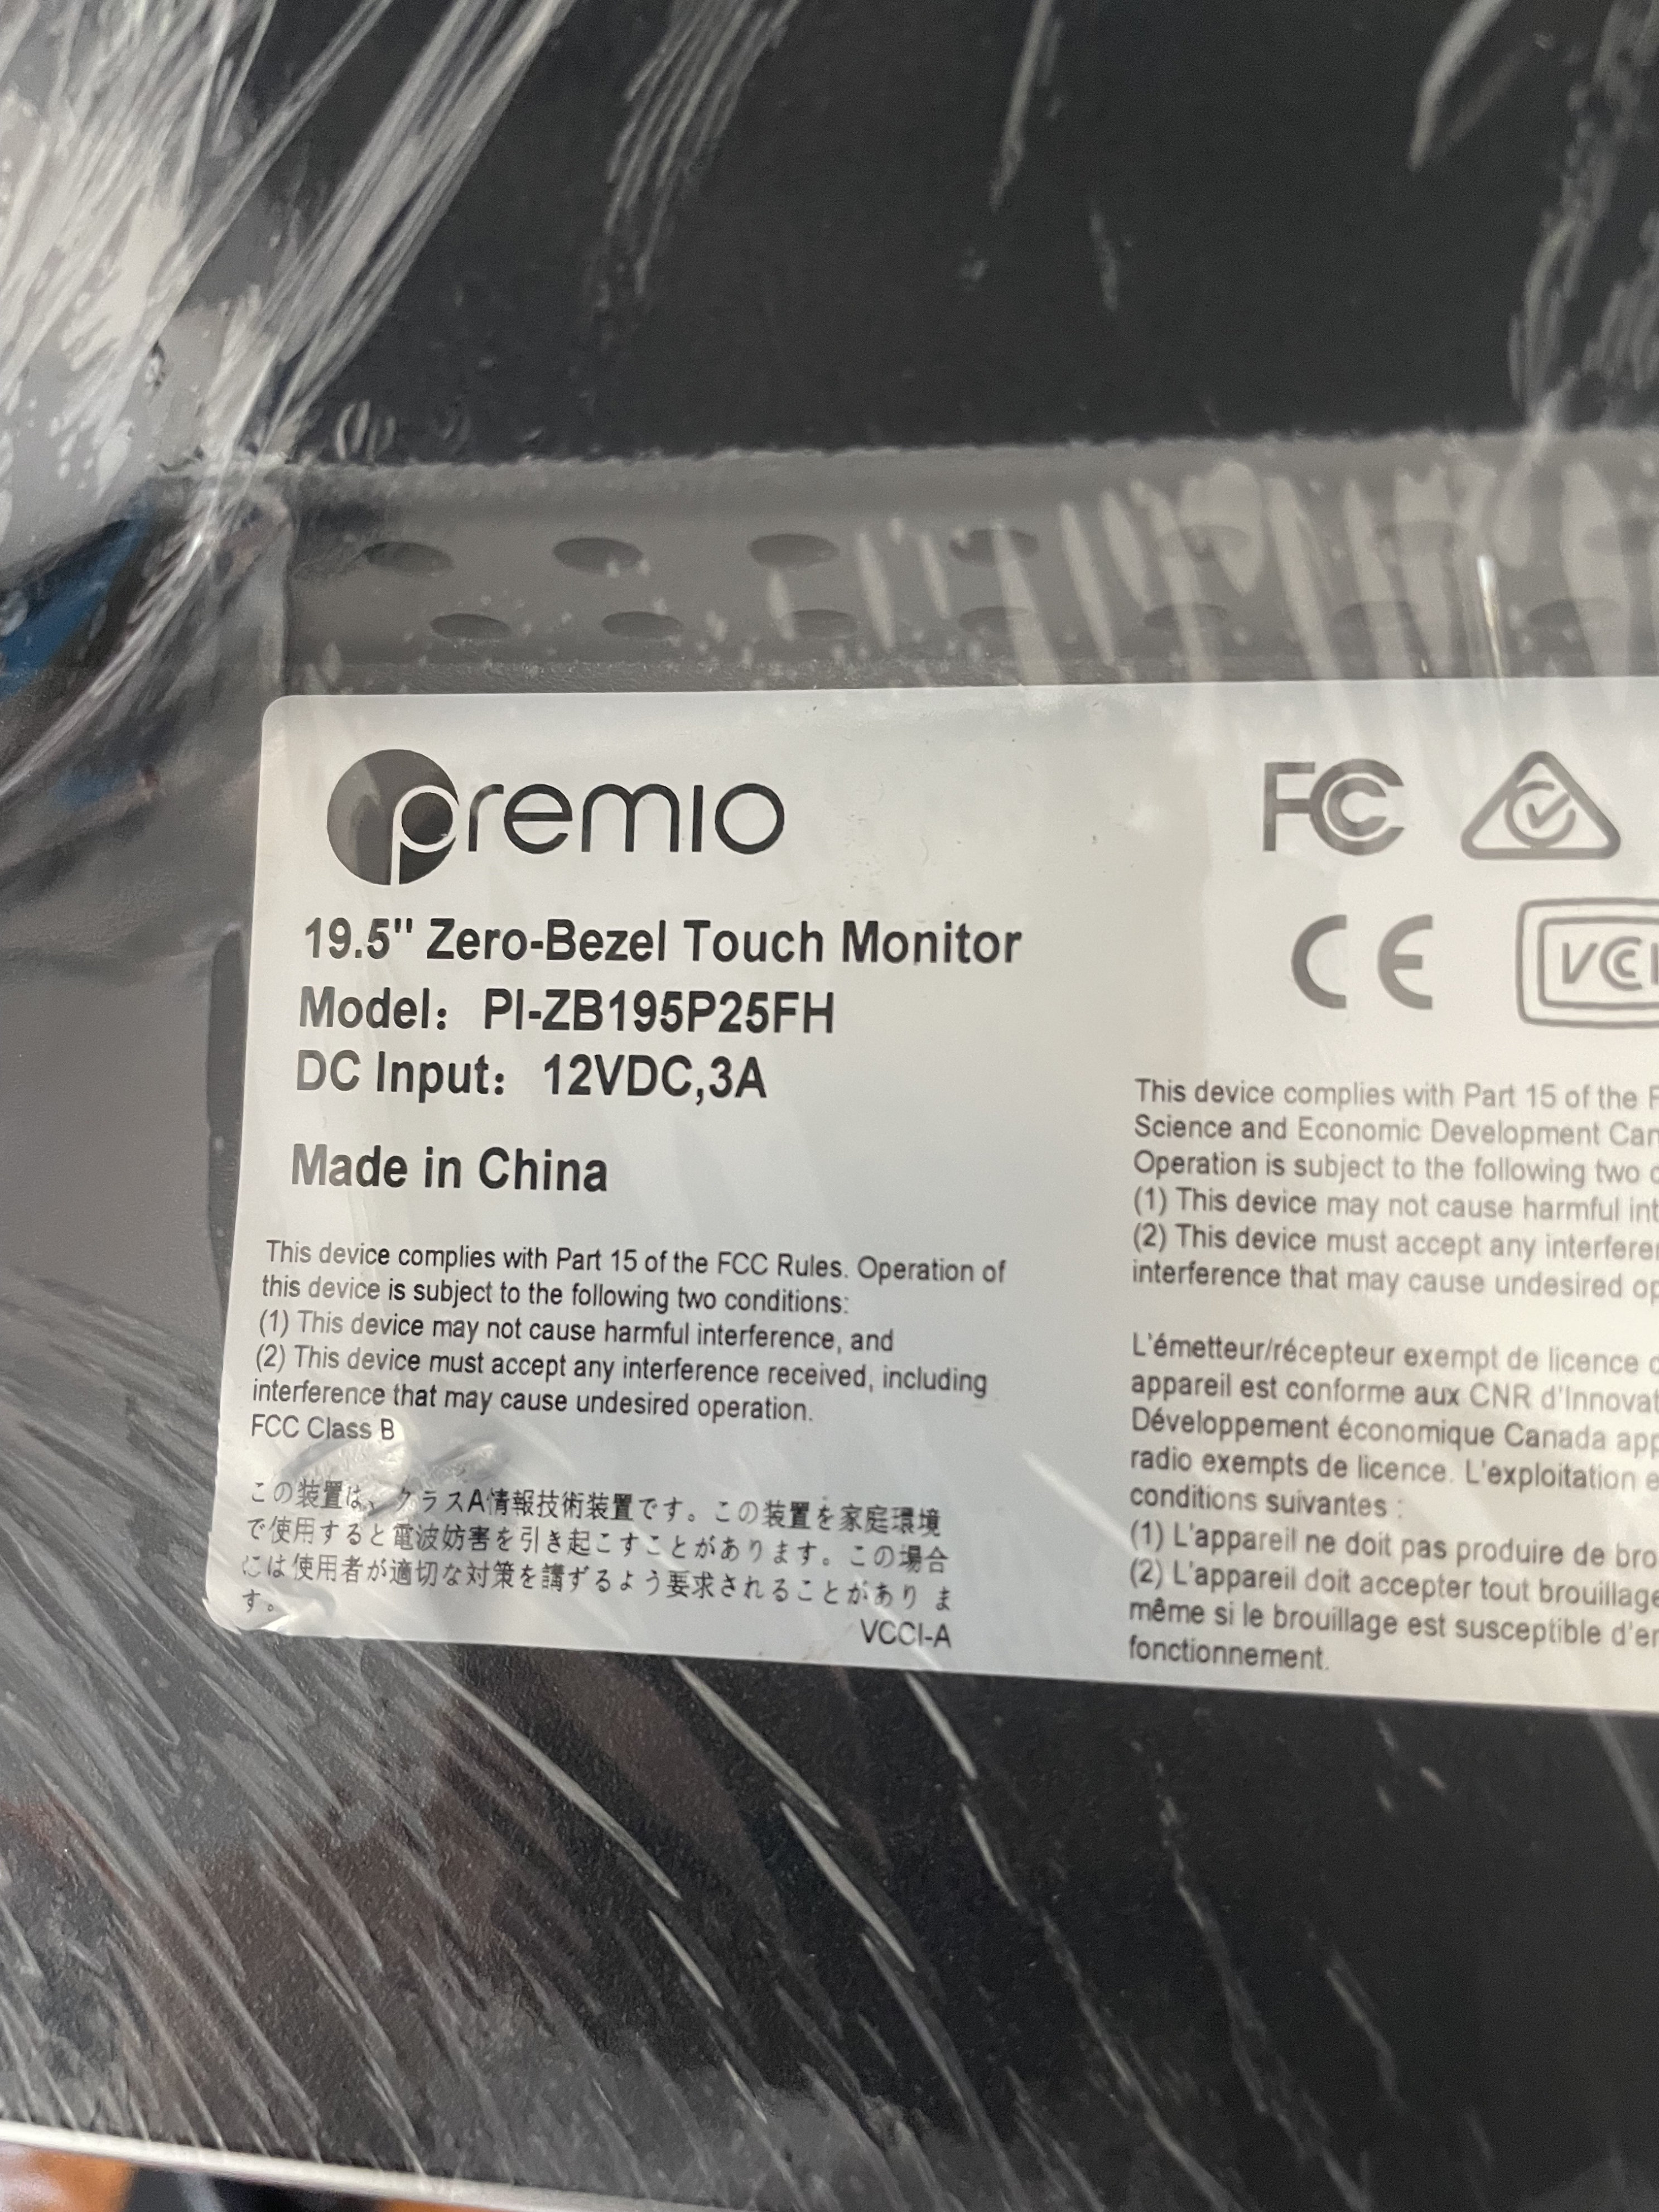 premio
19.5" Zero-Bezel Touch Monitor
Model: PI-ZB195P25FH
DC Input: 12VDC,3A
Made in China
This device complies with Part 15 of the FCC Rules. Operation of
this device is subject to the following two conditions:
(1) This device may not cause harmful interference, and
(2) This device must accept any interference received, including
interference that may cause undesired operation.
FCC Class B
この装置は、クラスA情報技術装置です。この装置を家庭環境
で使用すると電波妨害を引き起こすことがあります。この場合
には使用者が適切な対策を講ずるよう要求されることがあり ま
す。
VCCI-A
FC
CE
VCI
This device complies with Part 15 of the
Science and Economic Development
Operation is subject to the following two
(1) This device may not cause harmful
(2) This device must accept any
interference that may cause undesired
L'émetteur/récepteur exempt de licence
appareil est conforme aux CNR
Développement économique Canada
radio exempts de licence. L'exploitation
conditions suivantes :
(1) L'appareil ne doit pas produire de
(2) L'appareil doit accepter tout brouillage
même si le brouillage est susceptible
fonctionnement.